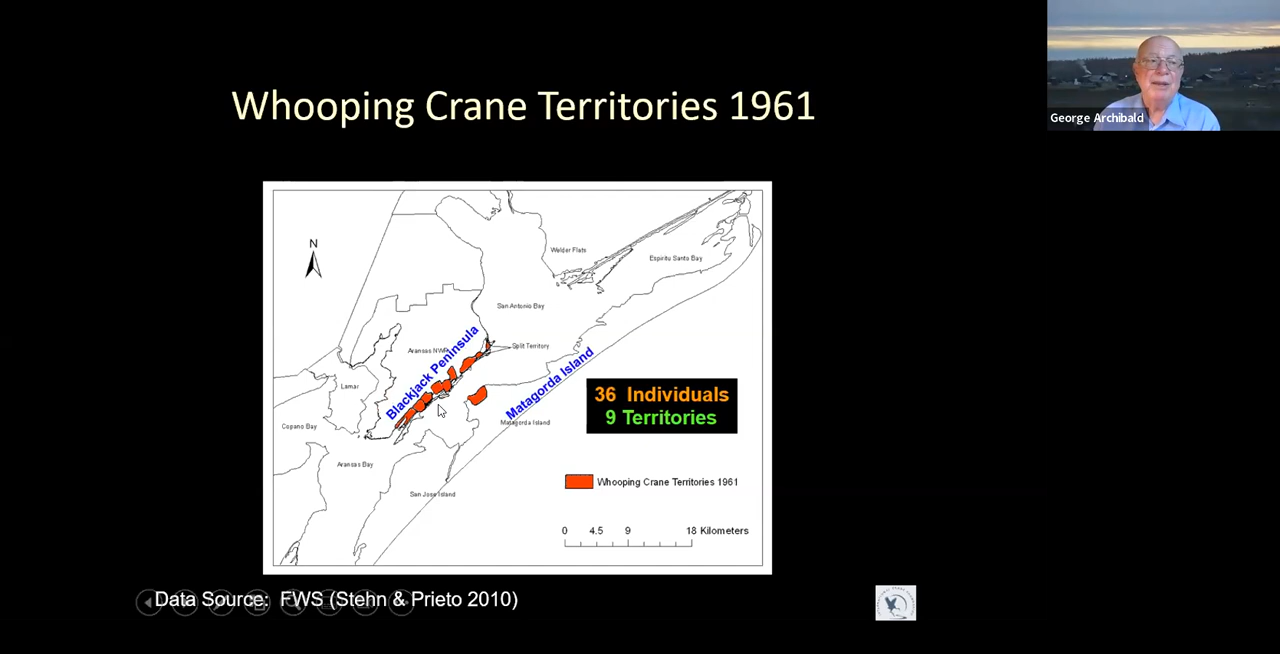 Whooping Crane Territories 1961
George Archibald
N
Welder Flats
Espiritu Santo Bay
San Antonio Bay
Split Territory
Aransas NWR
Blackjack Peninsula
Matagorda Island
Lamar
36 Individuals
9 Territories
Matagorda Island
Copano Bay
Aransas Bay
Whooping Crane Territories 1961
San Jose Island
0 4.5 9 18 Kilometers
Data Source: FWS (Stehn & Prieto 2010)